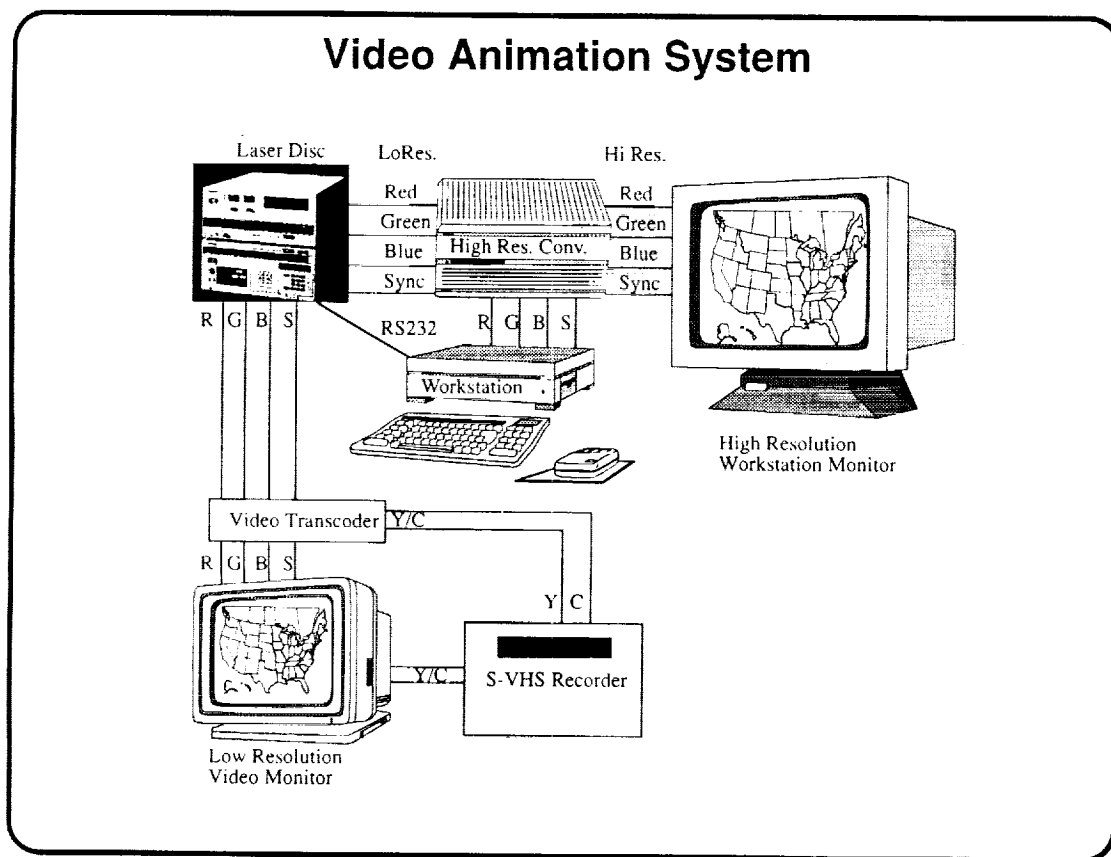 Video Animation System
Laser Disc
LoRes.
Hi Res.
Red
Green
Blue
Sync
High Res. Conv.
Red
Green
Blue
Sync
R G B S
RS232
R G B S
Workstation
High Resolution
Workstation Monitor
Video Transcoder
Y/C
R G B S
Y C
Y/C
S-VHS Recorder
Low Resolution
Video Monitor